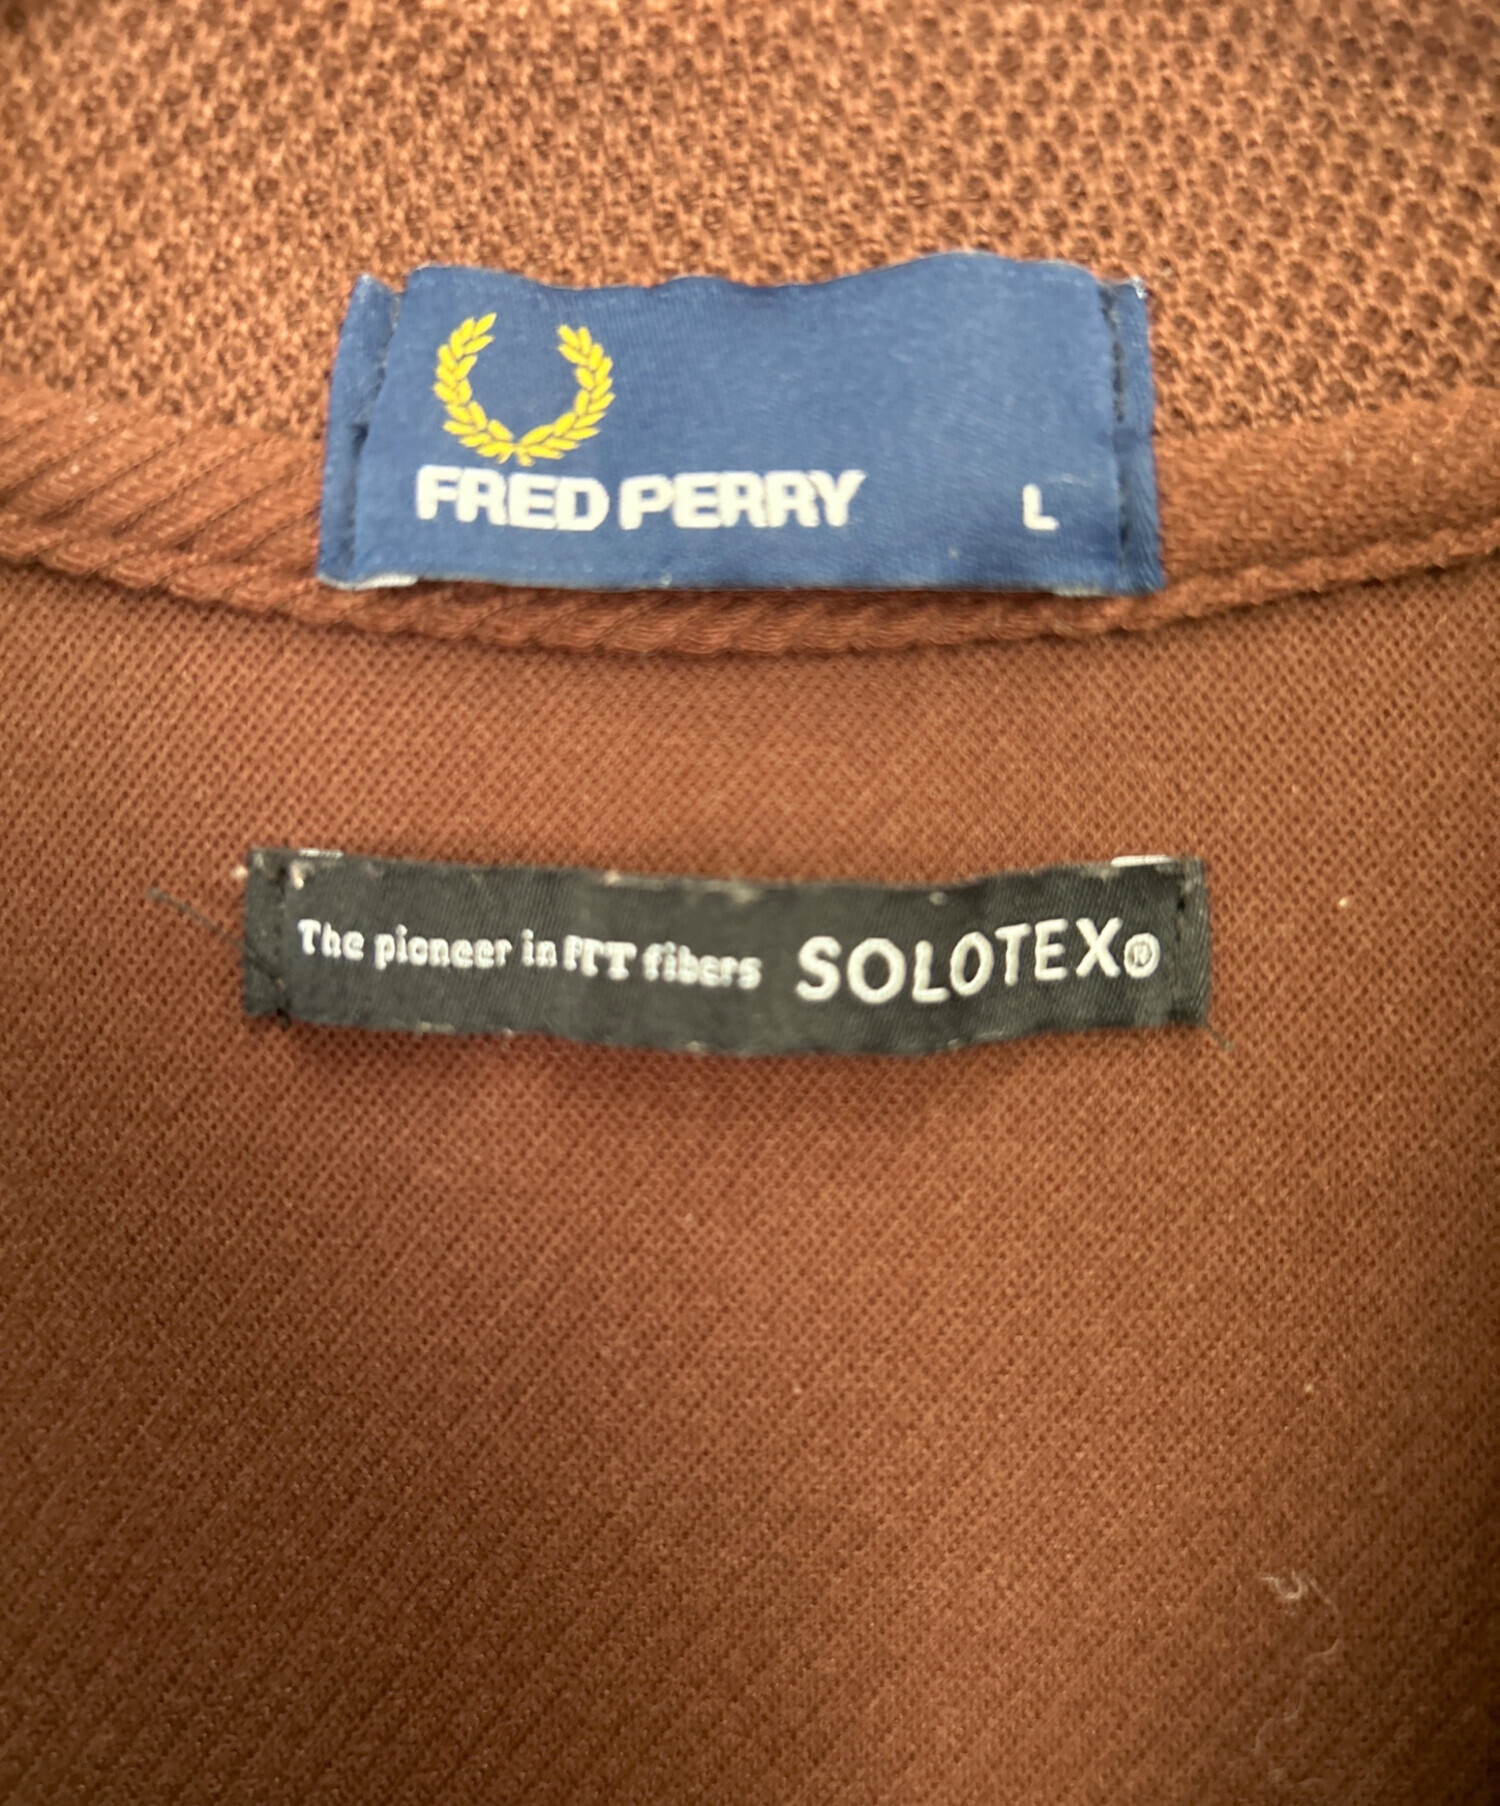 FRED PERRY L
The pioneer in PTT fibers SOLOTEX®